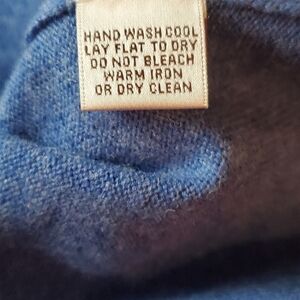 HAND WASH COOL
LAY FLAT TO DRY
DO NOT BLEACH
WARM IRON
OR DRY CLEAN